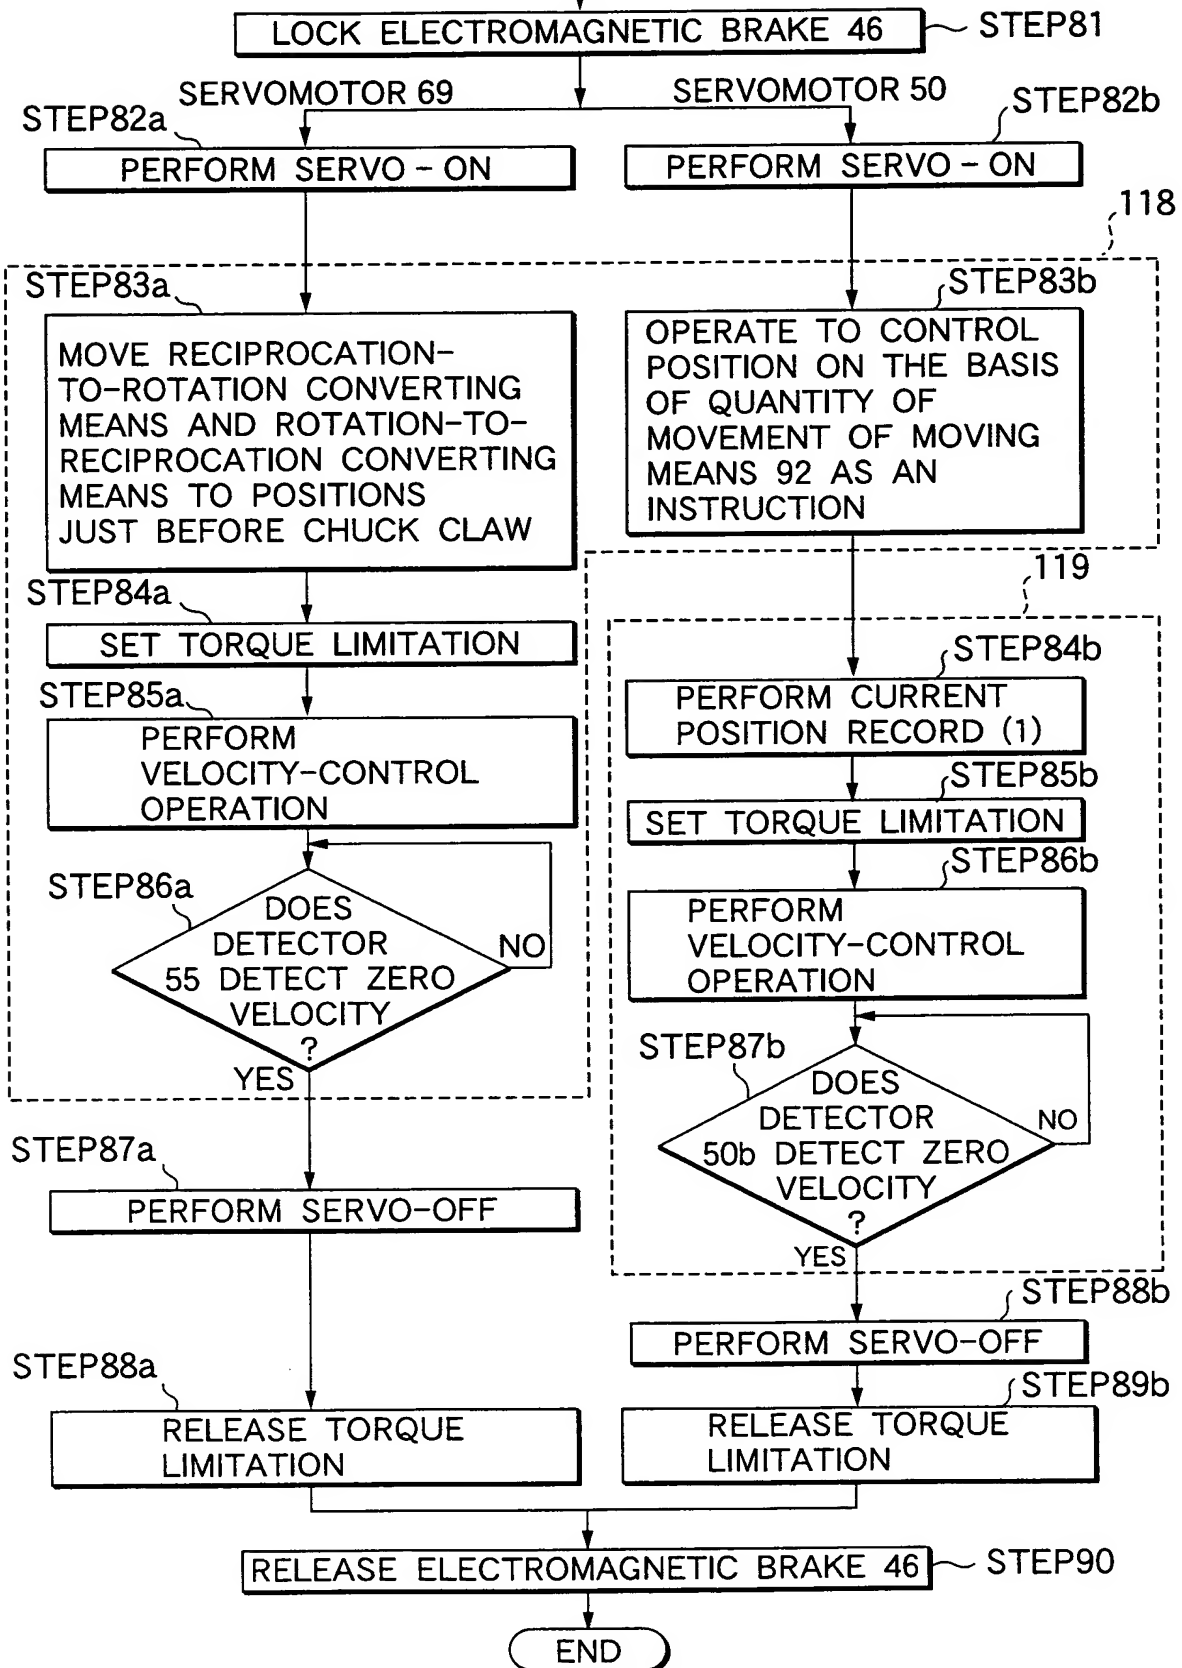 LOCK ELECTROMAGNETIC BRAKE 46
STEP81
SERVOMOTOR 69
SERVOMOTOR 50
STEP82a
PERFORM SERVO-ON
STEP82b
PERFORM SERVO-ON
118
STEP83a
MOVE RECIPROCATION-
TO-ROTATION CONVERTING
MEANS AND ROTATION-TO-
RECIPROCATION CONVERTING
MEANS TO POSITIONS
JUST BEFORE CHUCK CLAW
STEP83b
OPERATE TO CONTROL
POSITION ON THE BASIS
OF QUANTITY OF
MOVEMENT OF MOVING
MEANS 92 AS AN
INSTRUCTION
STEP84a
SET TORQUE LIMITATION
STEP85a
PERFORM
VELOCITY-CONTROL
OPERATION
STEP86a
DOES
DETECTOR
55 DETECT ZERO
VELOCITY
?
NO
YES
119
STEP84b
PERFORM CURRENT
POSITION RECORD (1)
STEP85b
SET TORQUE LIMITATION
STEP86b
PERFORM
VELOCITY-CONTROL
OPERATION
STEP87b
DOES
DETECTOR
50b DETECT ZERO
VELOCITY
?
NO
YES
STEP87a
PERFORM SERVO-OFF
STEP88b
PERFORM SERVO-OFF
STEP88a
RELEASE TORQUE
LIMITATION
STEP89b
RELEASE TORQUE
LIMITATION
RELEASE ELECTROMAGNETIC BRAKE 46
STEP90
END